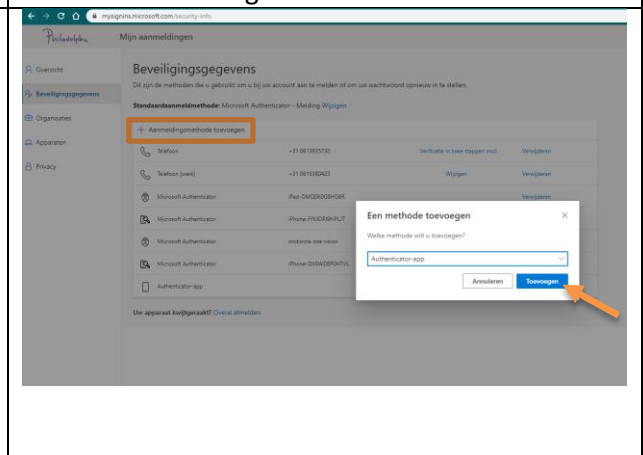 mysignins.microsoft.com/security-info
Philadelphia
Mijn aanmeldingen
Overzicht
Beveiligingsgegevens
Organisaties
Apparaten
Privacy
Beveiligingsgegevens
Dit zijn de methoden die u gebruikt om u bij uw account aan te melden of om uw wachtwoord opnieuw in te stellen.
Standaardaanmeldmethode: Microsoft Authenticator - Melding Wijzigen
+ Aanmeldingsmethode toevoegen
Telefoon Verificatie in twee stappen incl. Verwijderen
Telefoon (werk) Wijzigen Verwijderen
Microsoft Authenticator Verwijderen
Microsoft Authenticator
Microsoft Authenticator motorola one vision
Microsoft Authenticator
Authenticator-app
Een methode toevoegen
Welke methode wilt u toevoegen?
Authenticator-app
Annuleren Toevoegen
Uw apparaat kwijtgeraakt? Overal afmelden